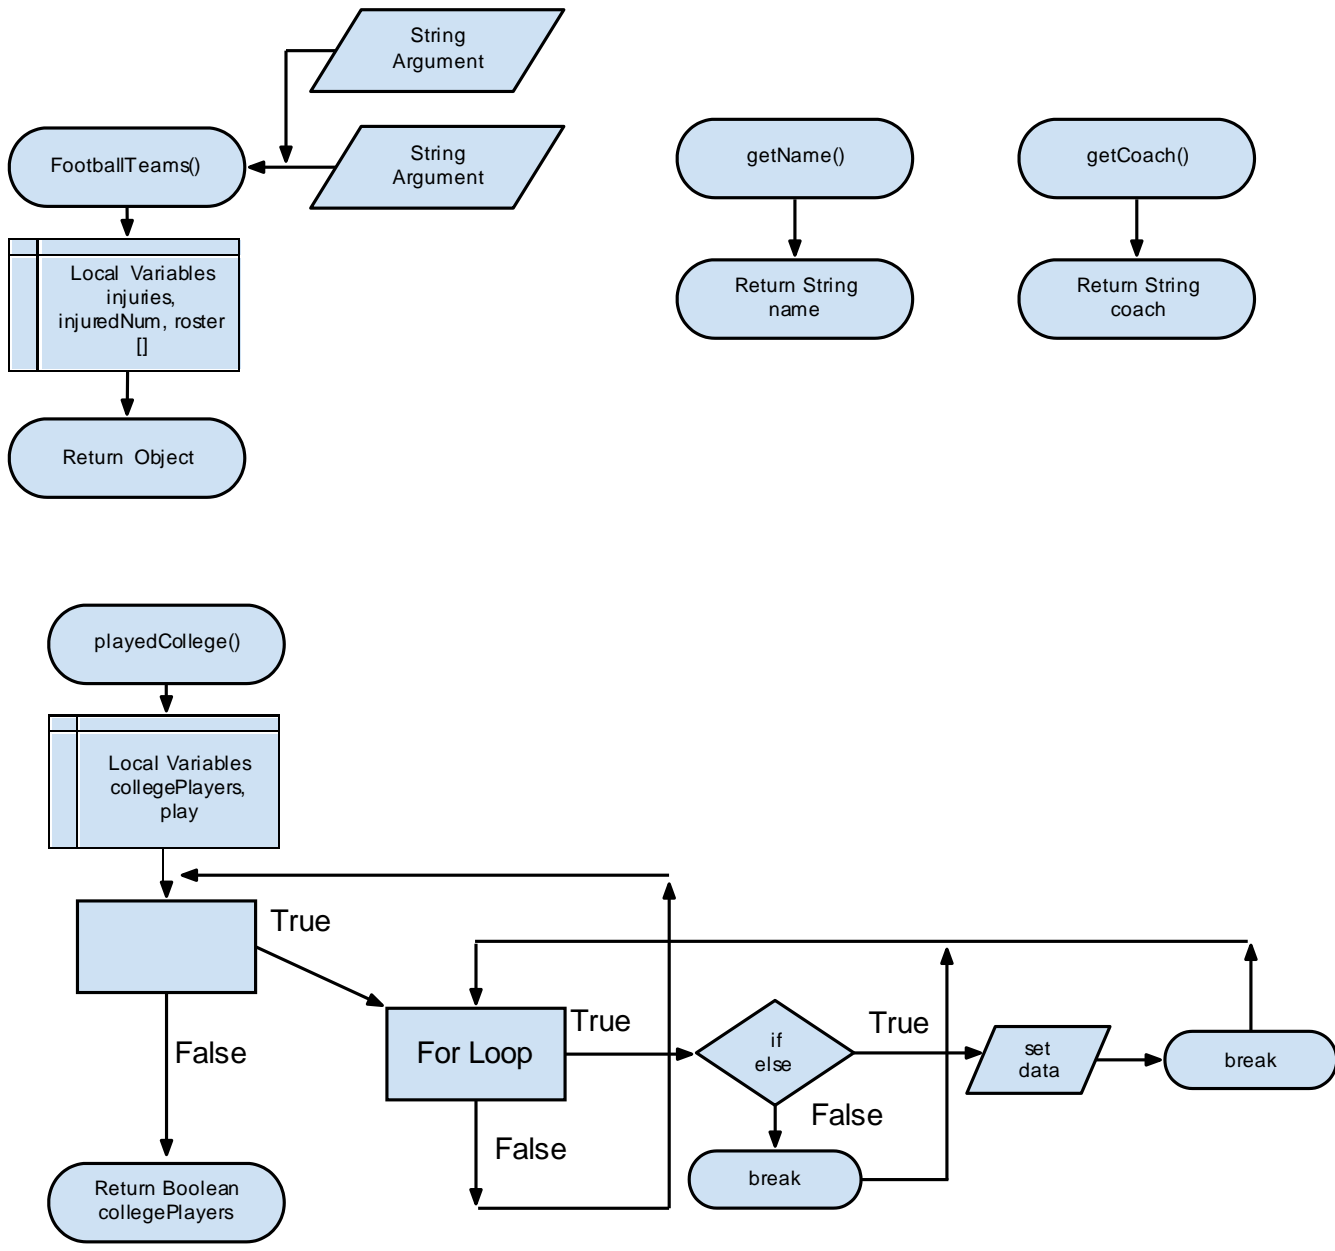 String
Argument
FootballTeams()
String
Argument
getName()
getCoach()
Local Variables
injuries,
injuredNum, roster
[]
Return String
name
Return String
coach
Return Object
playedCollege()
Local Variables
collegePlayers,
play
True
False
For Loop
True
False
if
else
True
False
set
data
break
break
Return Boolean
collegePlayers